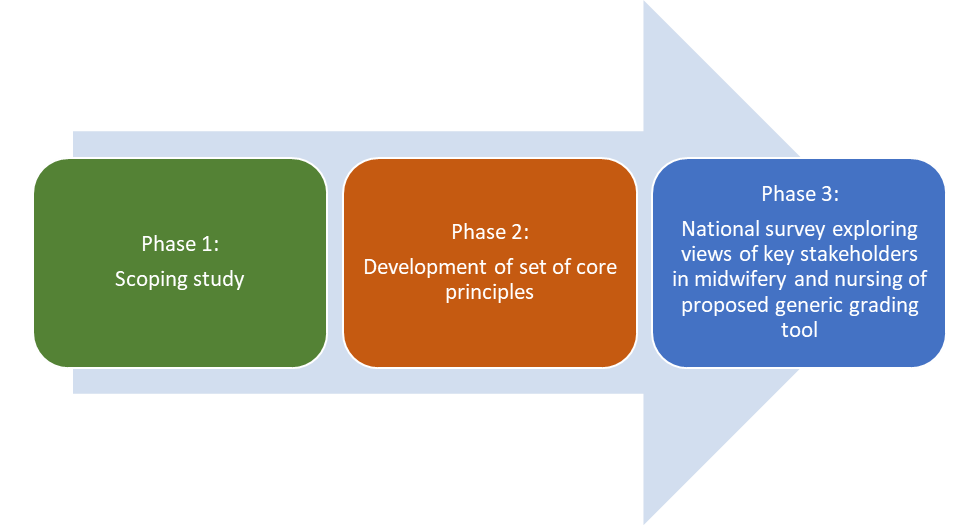 Phase 1:
Scoping study
Phase 2:
Development of set of core
principles
Phase 3:
National survey exploring
views of key stakeholders
in midwifery and nursing of
proposed generic grading
tool